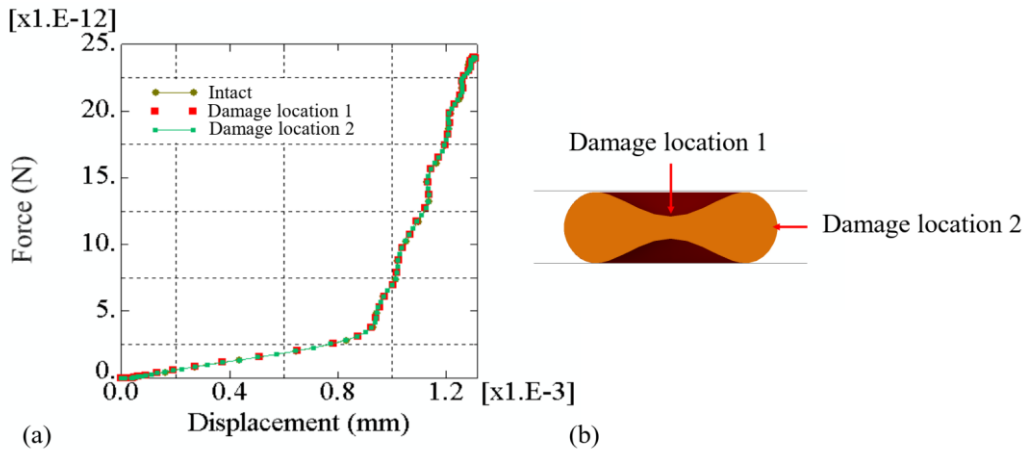 [x1.E-12]
25.
20.
15.
10.
5.
0.
Force (N)
Intact
Damage location 1
Damage location 2
0.0
0.4
0.8
1.2
[x1.E-3]
Displacement (mm)
(a)
Damage location 1
Damage location 2
(b)